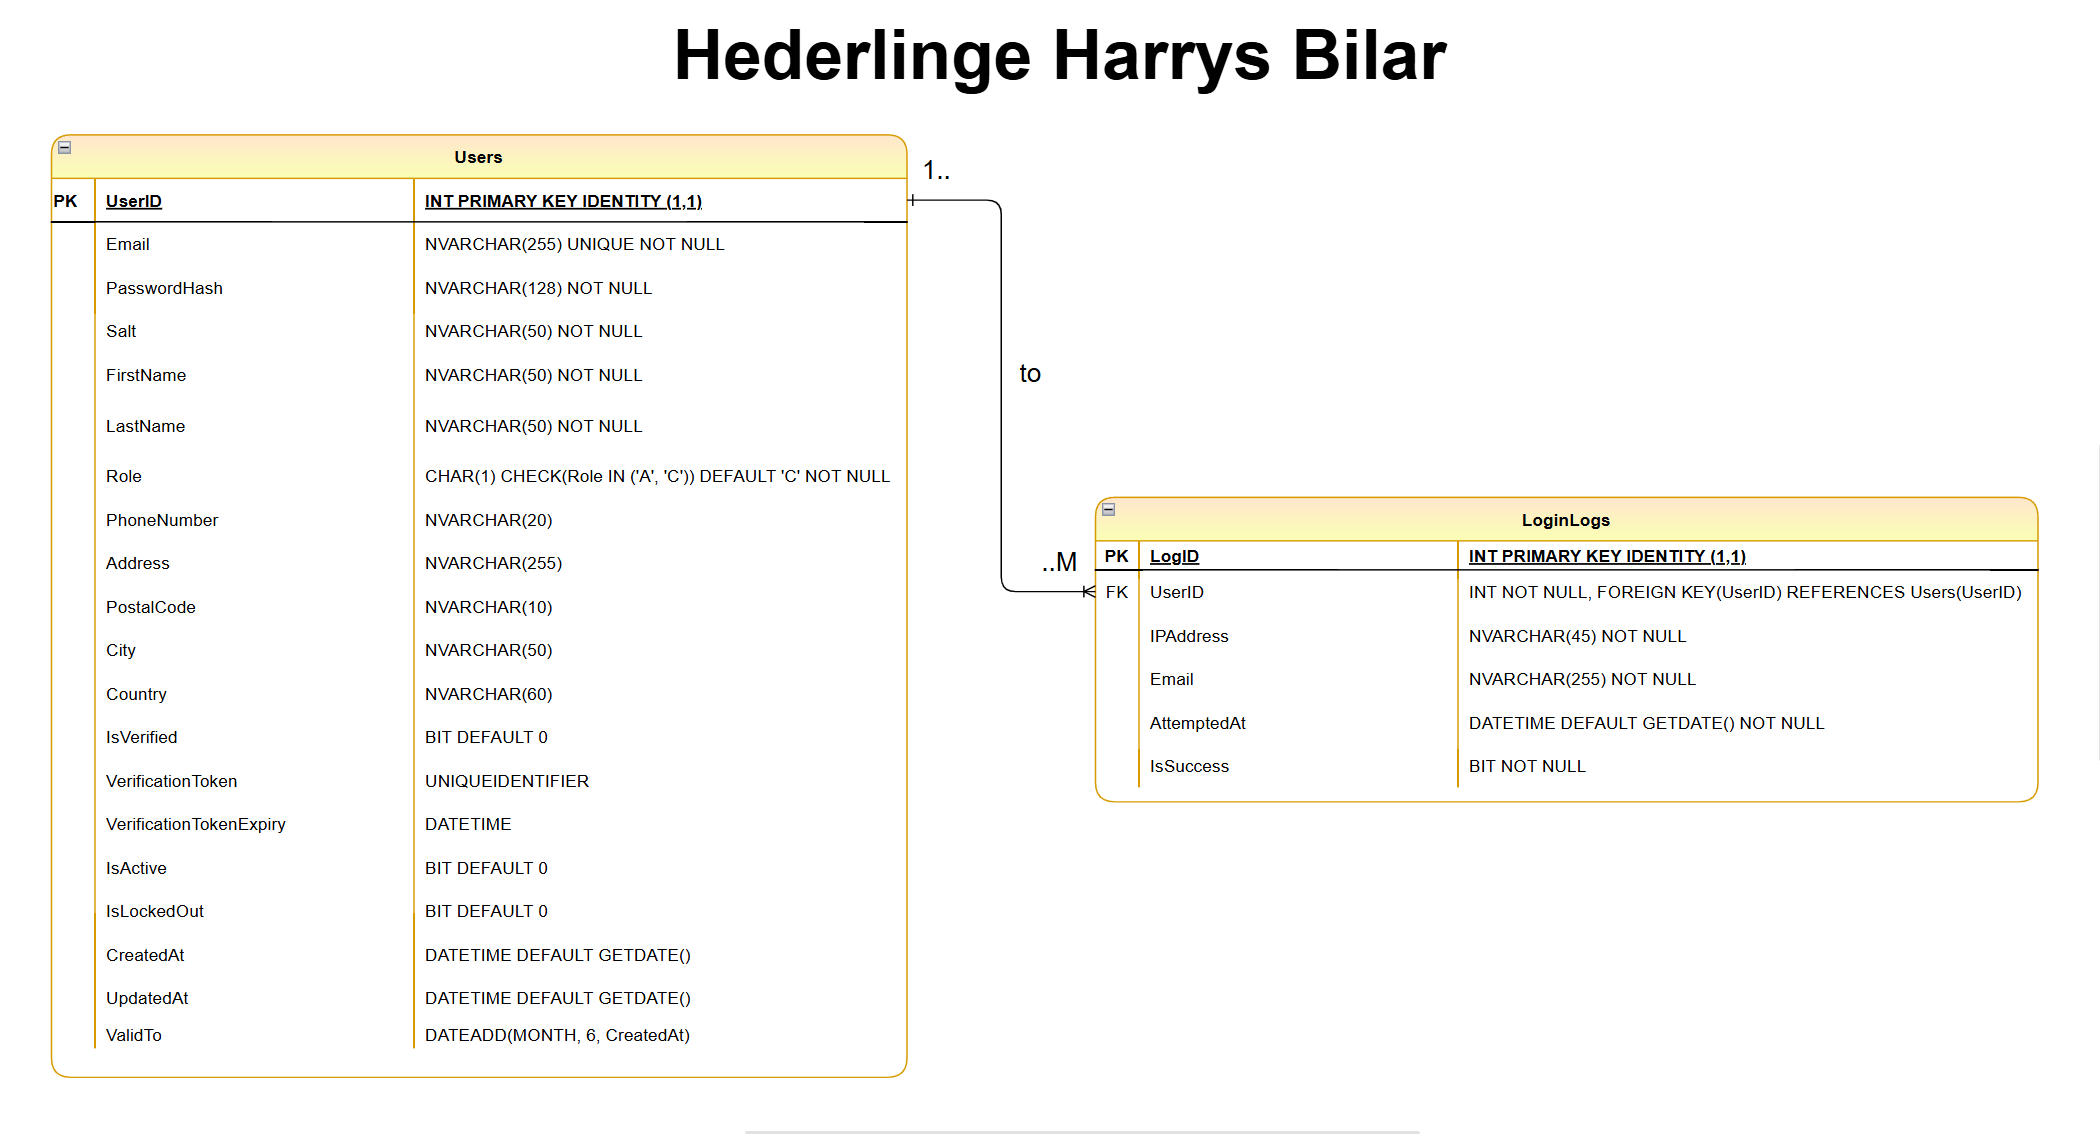 Hederlinge Harrys Bilar
Users
PK UserID INT PRIMARY KEY IDENTITY (1,1)
Email NVARCHAR(255) UNIQUE NOT NULL
PasswordHash NVARCHAR(128) NOT NULL
Salt NVARCHAR(50) NOT NULL
FirstName NVARCHAR(50) NOT NULL
LastName NVARCHAR(50) NOT NULL
Role CHAR(1) CHECK(Role IN ('A', 'C')) DEFAULT 'C' NOT NULL
PhoneNumber NVARCHAR(20)
Address NVARCHAR(255)
PostalCode NVARCHAR(10)
City NVARCHAR(50)
Country NVARCHAR(60)
IsVerified BIT DEFAULT 0
VerificationToken UNIQUEIDENTIFIER
VerificationTokenExpiry DATETIME
IsActive BIT DEFAULT 0
IsLockedOut BIT DEFAULT 0
CreatedAt DATETIME DEFAULT GETDATE()
UpdatedAt DATETIME DEFAULT GETDATE()
ValidTo DATEADD(MONTH, 6, CreatedAt)
1..
to
..M
LoginLogs
PK LogID INT PRIMARY KEY IDENTITY (1,1)
FK UserID INT NOT NULL, FOREIGN KEY(UserID) REFERENCES Users(UserID)
IPAddress NVARCHAR(45) NOT NULL
Email NVARCHAR(255) NOT NULL
AttemptedAt DATETIME DEFAULT GETDATE() NOT NULL
IsSuccess BIT NOT NULL